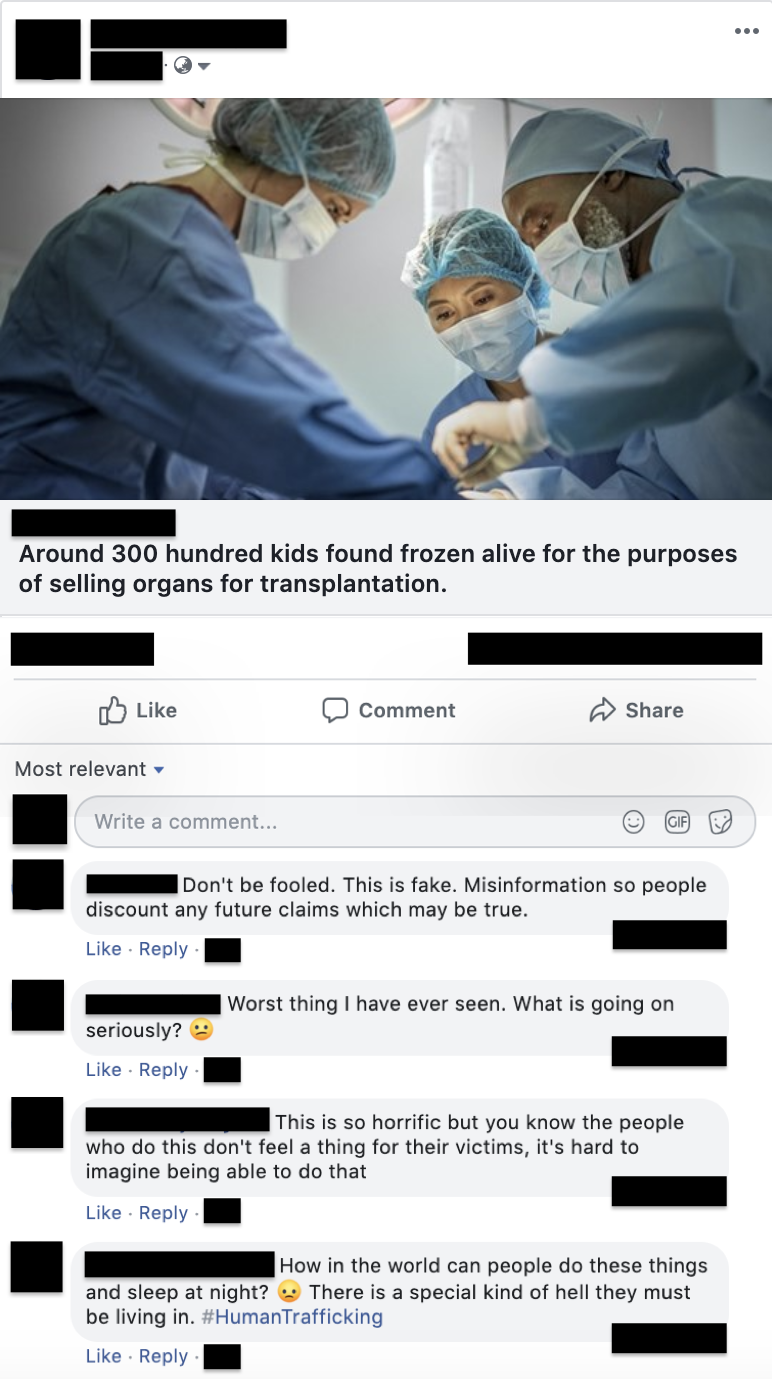 Around 300 hundred kids found frozen alive for the purposes
of selling organs for transplantation.
Like Comment Share
Most relevant
Write a comment... GIF
Don't be fooled. This is fake. Misinformation so people
discount any future claims which may be true.
Like · Reply ·
Worst thing I have ever seen. What is going on
seriously? 😕
Like · Reply ·
This is so horrific but you know the people
who do this don't feel a thing for their victims, it's hard to
imagine being able to do that
Like · Reply ·
How in the world can people do these things
and sleep at night? 😟 There is a special kind of hell they must
be living in. #HumanTrafficking
Like · Reply ·